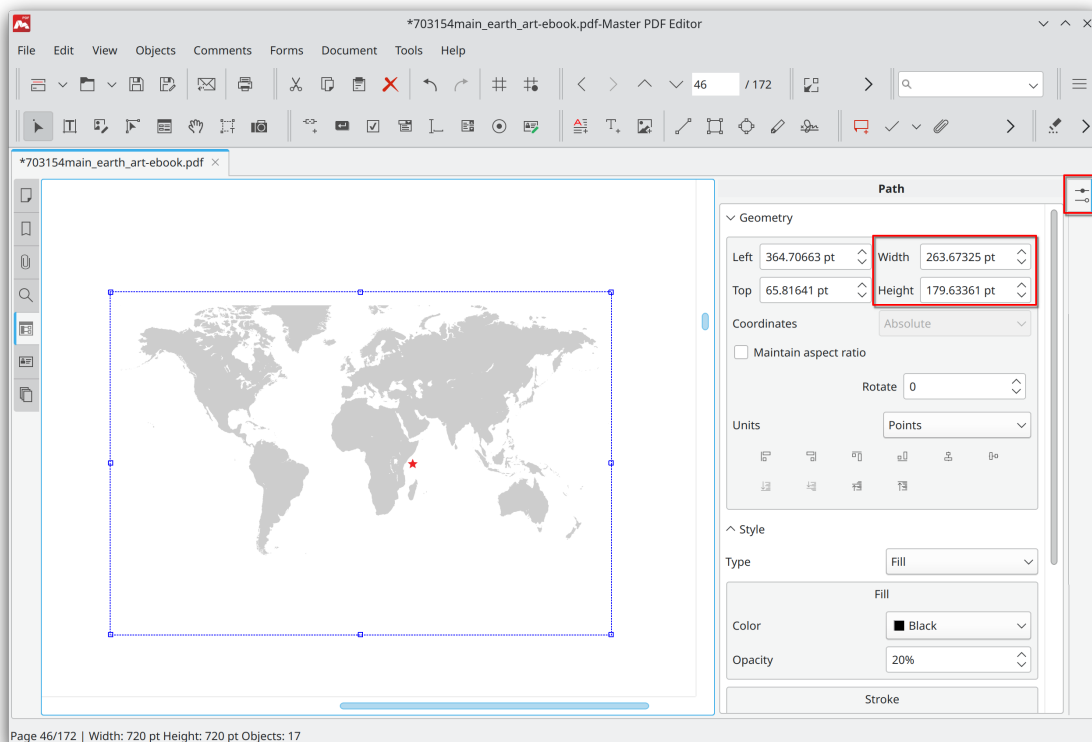 *703154main_earth_art-ebook.pdf-Master PDF Editor
File Edit View Objects Comments Forms Document Tools Help
46 / 172
*703154main_earth_art-ebook.pdf
Path
Geometry
Left 364.70663 pt Width 263.67325 pt
Top 65.81641 pt Height 179.63361 pt
Coordinates Absolute
Maintain aspect ratio
Rotate 0
Units Points
Style
Type Fill
Fill
Color Black
Opacity 20%
Stroke
Page 46/172 | Width: 720 pt Height: 720 pt Objects: 17